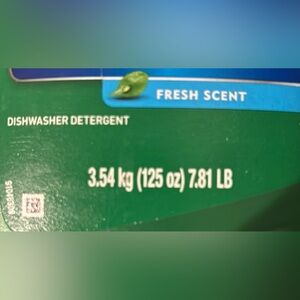 FRESH SCENT
DISHWASHER DETERGENT
3.54 kg (125 oz) 7.81 LB